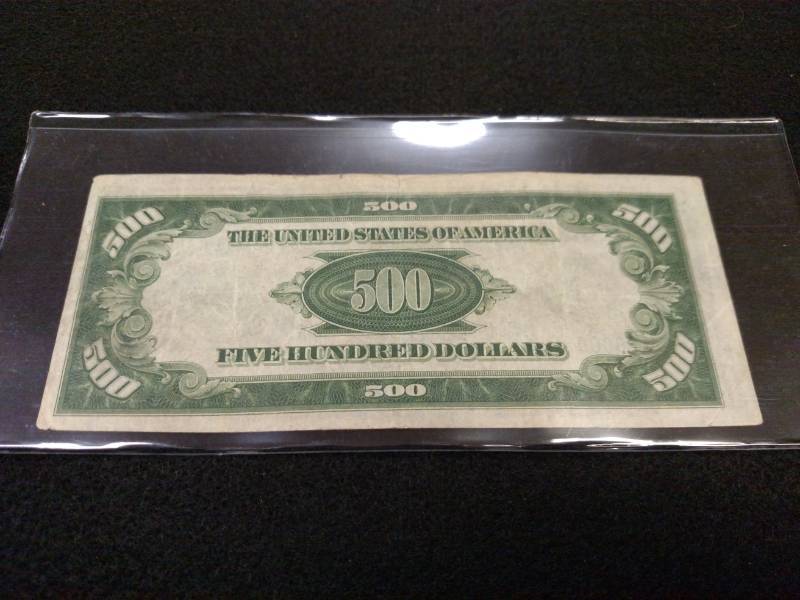 500 500 500
THE UNITED STATES OF AMERICA
500
FIVE HUNDRED DOLLARS
500 500 500